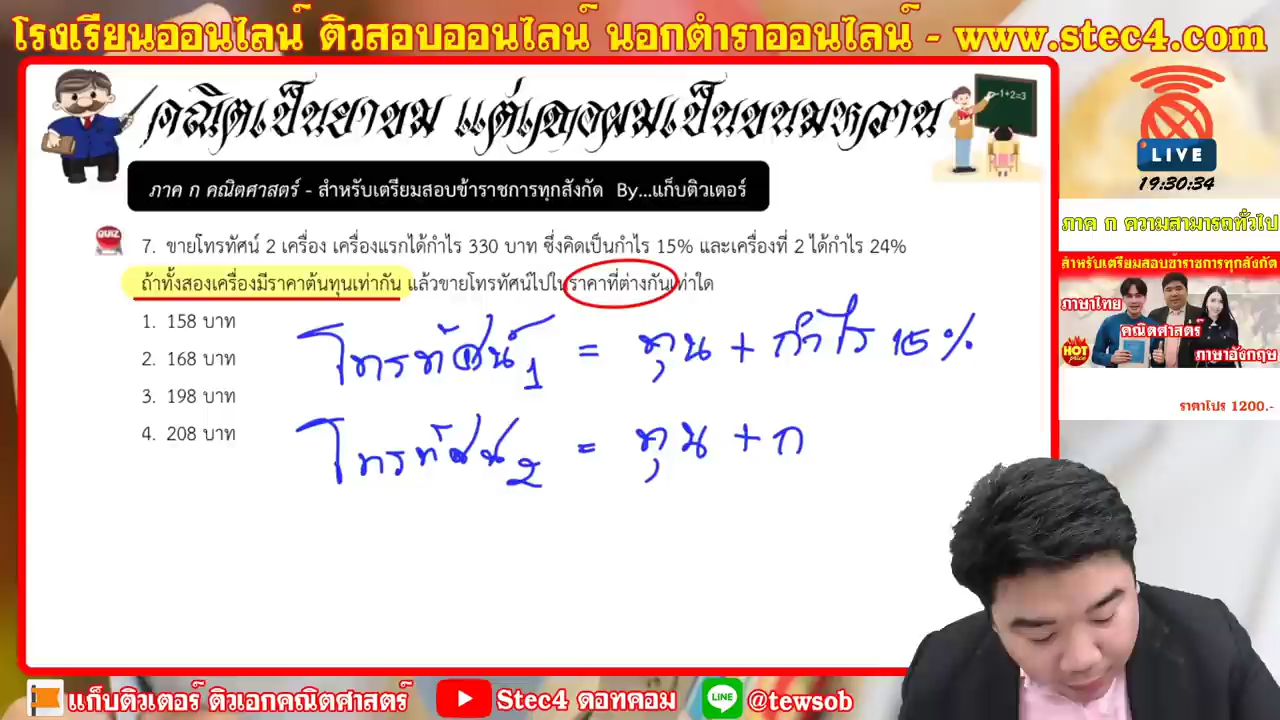 โรงเรียนออนไลน์ ติวสอบออนไลน์ นอกตำราออนไลน์ - www.stec4.com
คณิตเป็นยาขม แต่เธอผมเป็นขนมหวาน
-1+2=3
LIVE
19:30:34
ภาค ก คณิตศาสตร์ - สำหรับเตรียมสอบข้าราชการทุกสังกัด By...แก็บติวเตอร์
ภาค ก ความสามารถทั่วไป
QUIZ
7. ขายโทรทัศน์ 2 เครื่อง เครื่องแรกได้กำไร 330 บาท ซึ่งคิดเป็นกำไร 15% และเครื่องที่ 2 ได้กำไร 24%
ถ้าทั้งสองเครื่องมีราคาต้นทุนเท่ากัน แล้วขายโทรทัศน์ไปในราคาที่ต่างกันเท่าใด
1. 158 บาท
2. 168 บาท
3. 198 บาท
4. 208 บาท
โทรทัศน์1 = ทุน + กำไร 15%
โทรทัศน์2 = ทุน + ก
สำหรับเตรียมสอบข้าราชการทุกสังกัด
ภาษาไทย
คณิตศาสตร์
ภาษาอังกฤษ
HOT price
ราคาโปร 1200.-
แก็บติวเตอร์ ติวเอกคณิตศาสตร์
Stec4 ดอทคอม
LINE
@tewsob